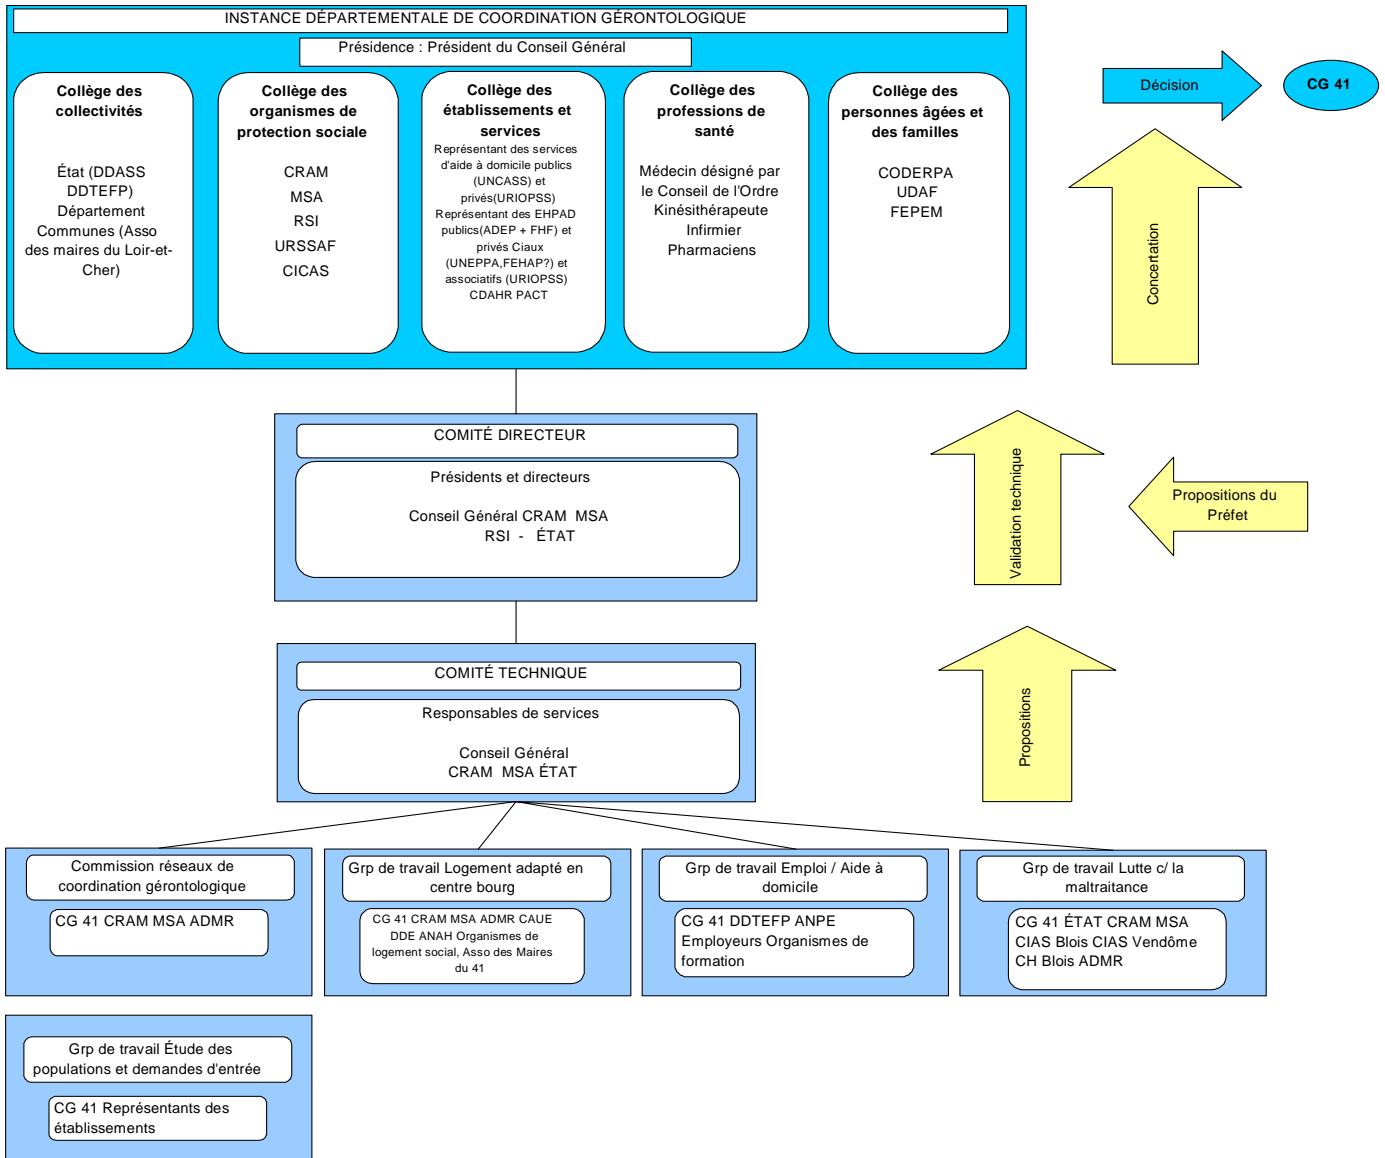 INSTANCE DÉPARTEMENTALE DE COORDINATION GÉRONTOLOGIQUE
Présidence : Président du Conseil Général
Collège des
collectivités
État (DDASS
DDTEFP)
Département
Communes (Asso
des maires du Loir-et-
Cher)
Collège des
organismes de
protection sociale
CRAM
MSA
RSI
URSSAF
CICAS
Collège des
établissements et
services
Représentant des services
d'aide à domicile publics
(UNCASS) et
privés(URIOPSS)
Représentant des EHPAD
publics(ADEP + FHF) et
privés Ciaux
(UNEPPA,FEHAP?) et
associatifs (URIOPSS)
CDAHR PACT
Collège des
professions de
santé
Médecin désigné par
le Conseil de l'Ordre
Kinésithérapeute
Infirmier
Pharmaciens
Collège des
personnes âgées et
des familles
CODERPA
UDAF
FEPEM
Décision
CG 41
Concertation
COMITÉ DIRECTEUR
Présidents et directeurs
Conseil Général CRAM MSA
RSI - ÉTAT
Validation technique
Propositions du
Préfet
COMITÉ TECHNIQUE
Responsables de services
Conseil Général
CRAM MSA ÉTAT
Propositions
Commission réseaux de
coordination gérontologique
CG 41 CRAM MSA ADMR
Grp de travail Logement adapté en
centre bourg
CG 41 CRAM MSA ADMR CAUE
DDE ANAH Organismes de
logement social, Asso des Maires
du 41
Grp de travail Emploi / Aide à
domicile
CG 41 DDTEFP ANPE
Employeurs Organismes de
formation
Grp de travail Lutte c/ la
maltraitance
CG 41 ÉTAT CRAM MSA
CIAS Blois CIAS Vendôme
CH Blois ADMR
Grp de travail Étude des
populations et demandes d'entrée
CG 41 Représentants des
établissements